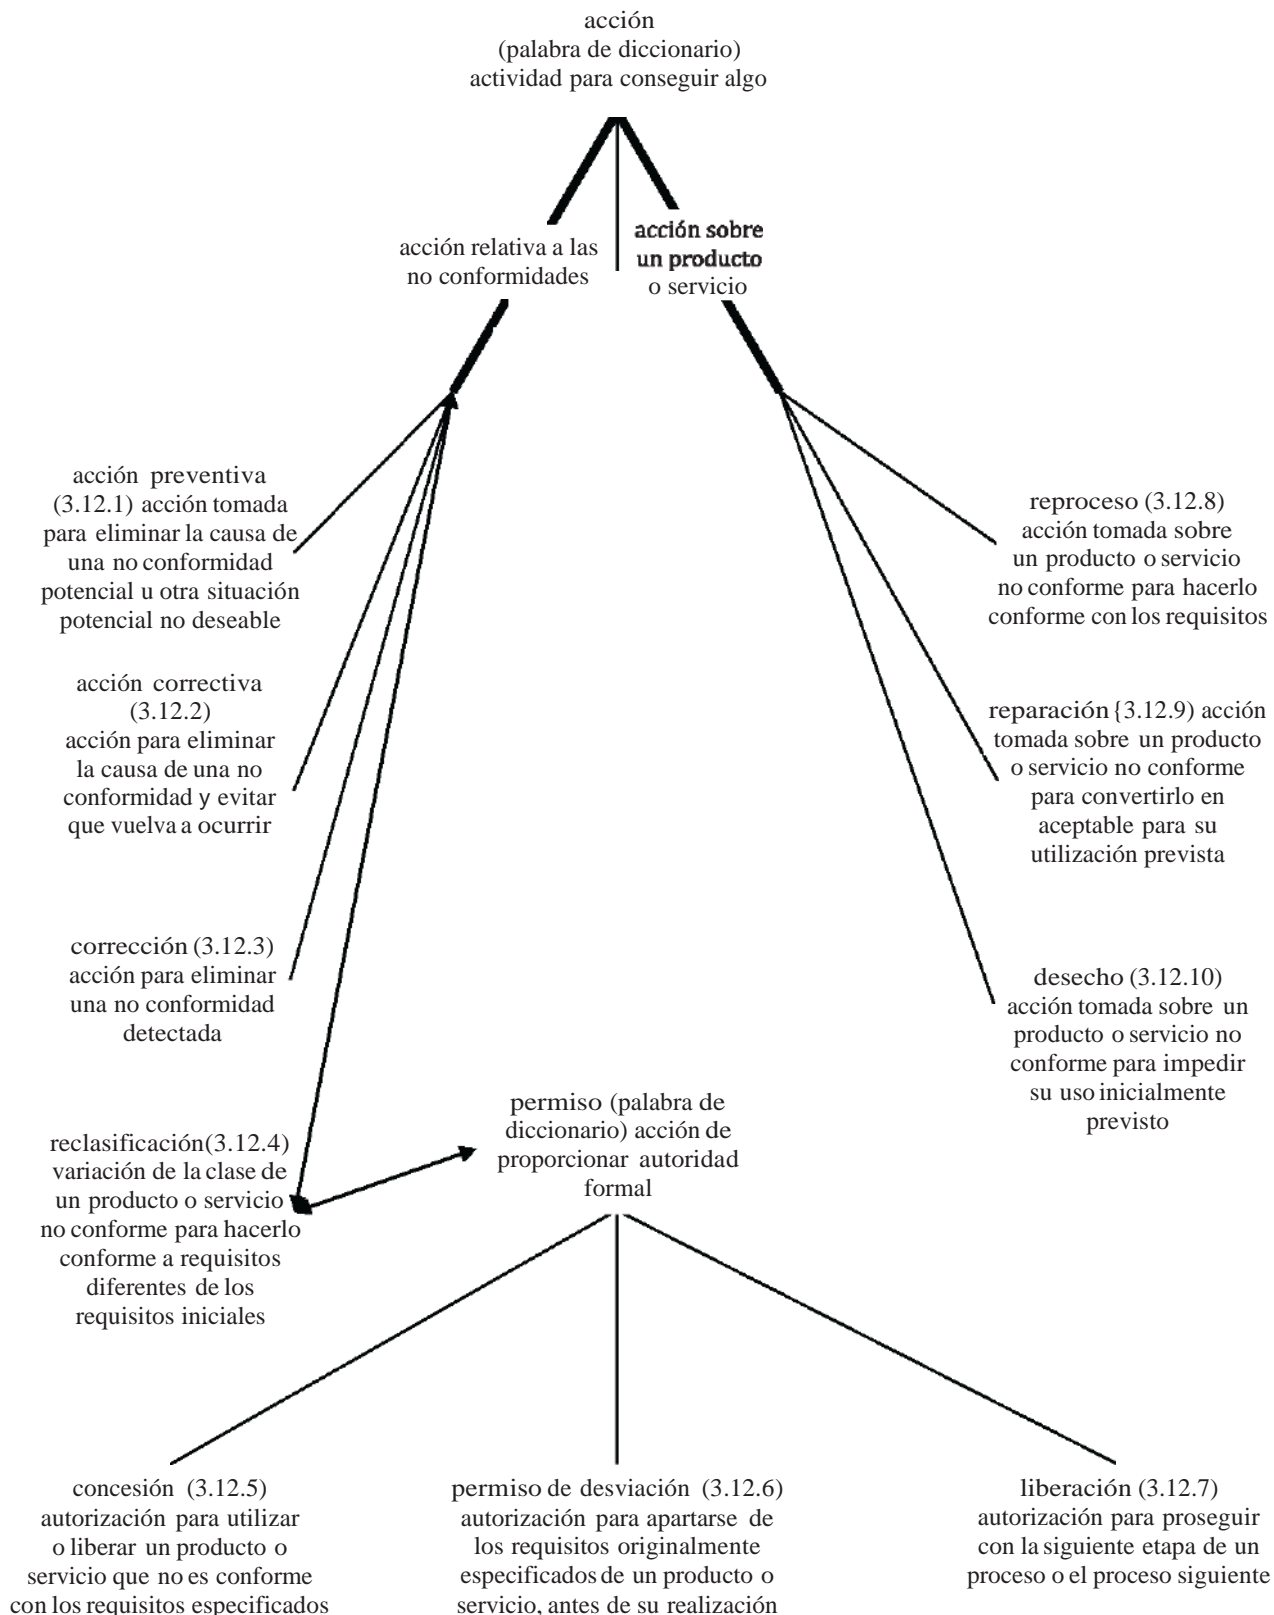 acción
(palabra de diccionario)
actividad para conseguir algo
acción relativa a las
no conformidades
acción sobre
un producto
o servicio
acción preventiva
(3.12.1) acción tomada
para eliminar la causa de
una no conformidad
potencial u otra situación
potencial no deseable
acción correctiva
(3.12.2)
acción para eliminar
la causa de una no
conformidad y evitar
que vuelva a ocurrir
corrección (3.12.3)
acción para eliminar
una no conformidad
detectada
reclasificación(3.12.4)
variación de la clase de
un producto o servicio
no conforme para hacerlo
conforme a requisitos
diferentes de los
requisitos iniciales
reproceso (3.12.8)
acción tomada sobre
un producto o servicio
no conforme para hacerlo
conforme con los requisitos
reparación {3.12.9) acción
tomada sobre un producto
o servicio no conforme
para convertirlo en
aceptable para su
utilización prevista
desecho (3.12.10)
acción tomada sobre un
producto o servicio no
conforme para impedir
su uso inicialmente
previsto
permiso (palabra de
diccionario) acción de
proporcionar autoridad
formal
concesión (3.12.5)
autorización para utilizar
o liberar un producto o
servicio que no es conforme
con los requisitos especificados
permiso de desviación (3.12.6)
autorización para apartarse de
los requisitos originalmente
especificados de un producto o
servicio, antes de su realización
liberación (3.12.7)
autorización para proseguir
con la siguiente etapa de un
proceso o el proceso siguiente